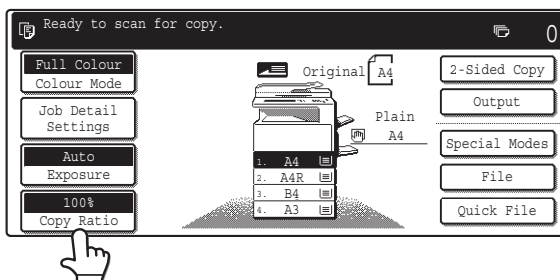 Ready to scan for copy.
0
Full Colour
Colour Mode
Job Detail
Settings
Auto
Exposure
100%
Copy Ratio
Original
A4
Plain
A4
1. A4
2. A4R
3. B4
4. A3
2-Sided Copy
Output
Special Modes
File
Quick File